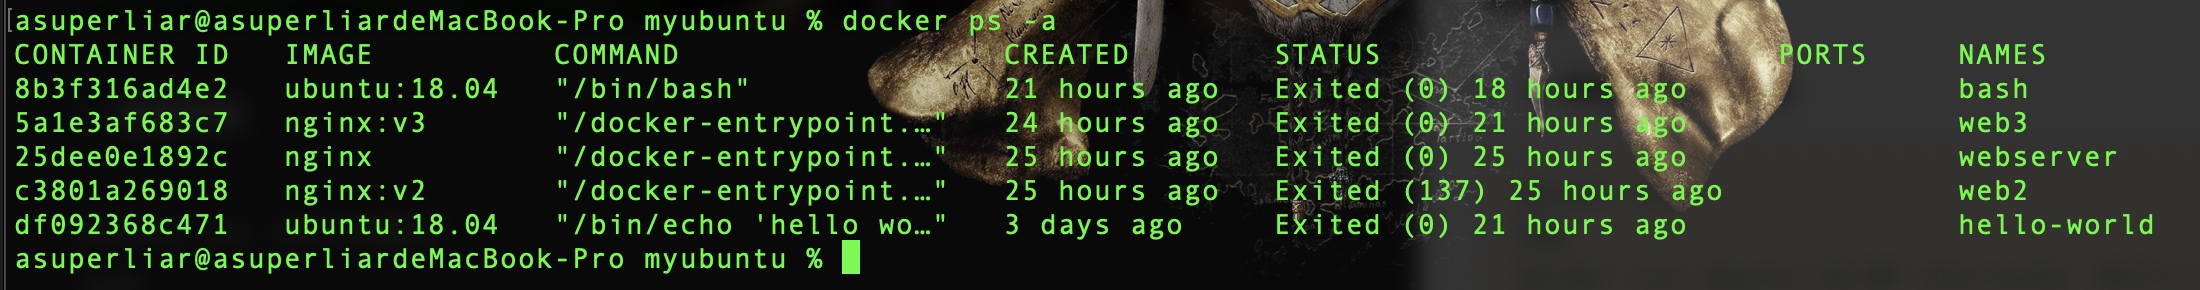 [asuperliar@asuperliardeMacBook-Pro myubuntu % docker ps -a
CONTAINER ID   IMAGE          COMMAND                  CREATED        STATUS                      PORTS     NAMES
8b3f316ad4e2   ubuntu:18.04   "/bin/bash"              21 hours ago   Exited (0) 18 hours ago               bash
5a1e3af683c7   nginx:v3       "/docker-entrypoint.…"   24 hours ago   Exited (0) 21 hours ago               web3
25dee0e1892c   nginx          "/docker-entrypoint.…"   25 hours ago   Exited (0) 25 hours ago               webserver
c3801a269018   nginx:v2       "/docker-entrypoint.…"   25 hours ago   Exited (137) 25 hours ago             web2
df092368c471   ubuntu:18.04   "/bin/echo 'hello wo…"   3 days ago     Exited (0) 21 hours ago               hello-world
asuperliar@asuperliardeMacBook-Pro myubuntu %